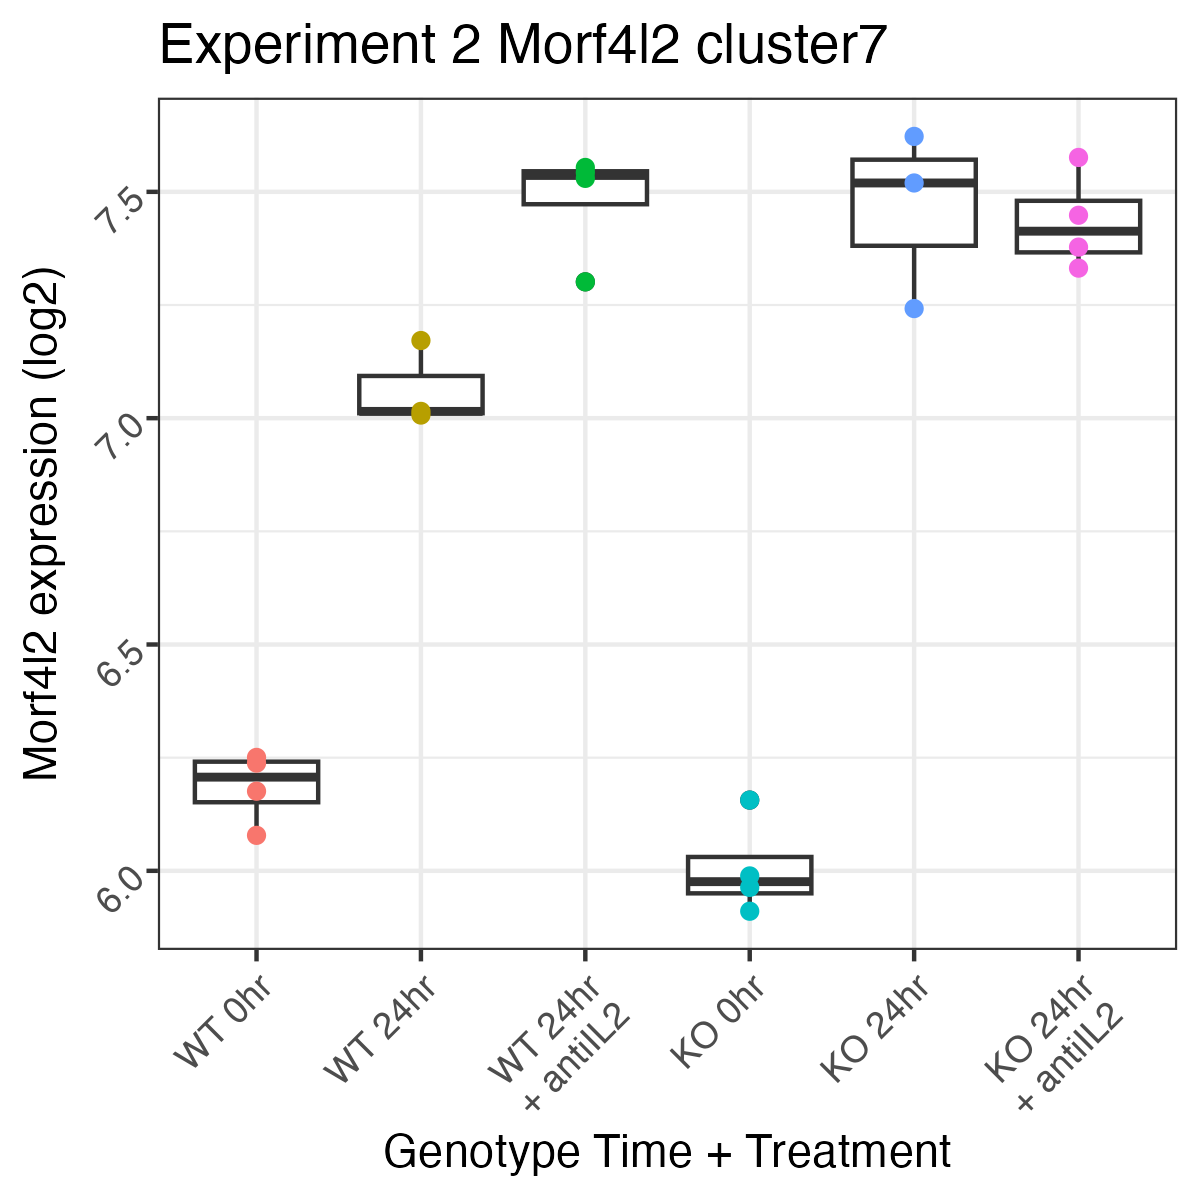 Experiment 2 Morf4l2 cluster7
Morf4l2 expression (log2)
7.5
7.0
6.5
6.0
WT 0hr
WT 24hr
WT 24hr
+ antiIL2
KO 0hr
KO 24hr
KO 24hr
+ antiIL2
Genotype Time + Treatment